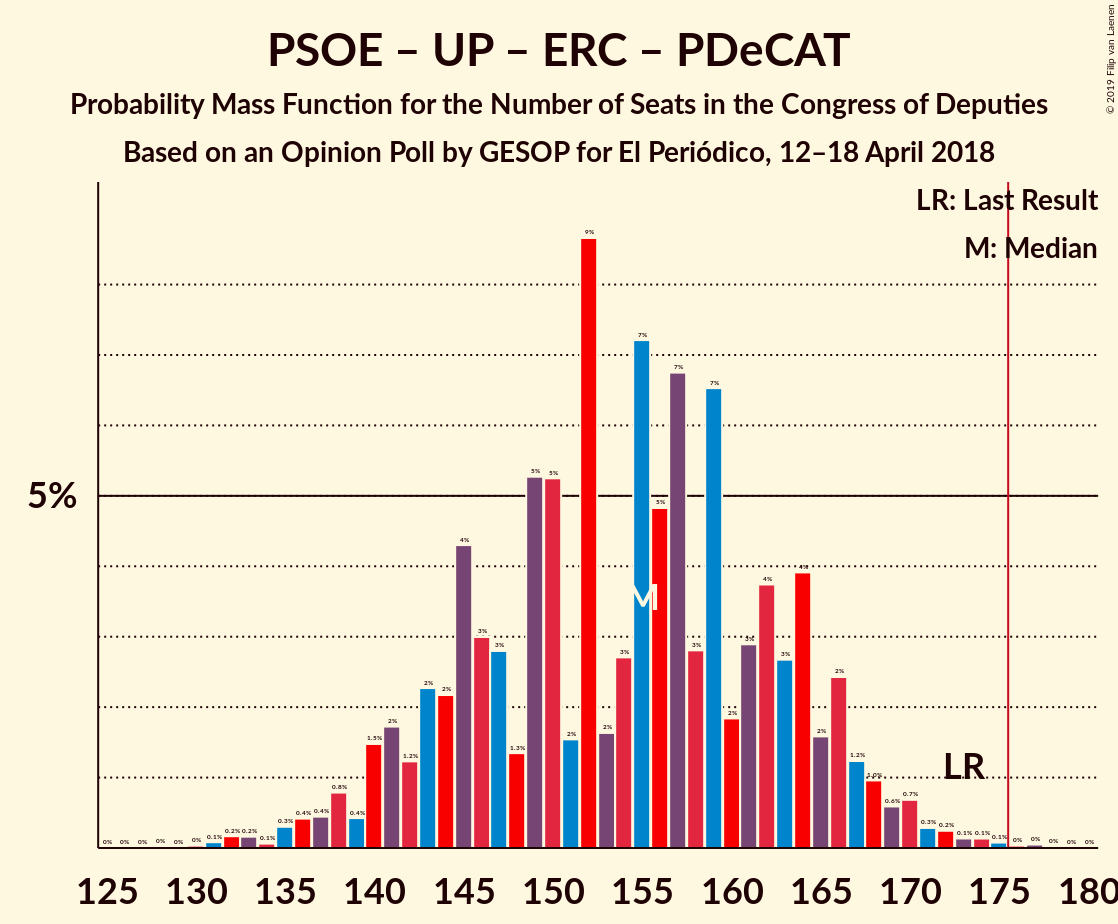 PSOE – UP – ERC – PDeCAT
Probability Mass Function for the Number of Seats in the Congress of Deputies
Based on an Opinion Poll by GESOP for El Periódico, 12–18 April 2018
© 2019 Filip van Laenen
LR: Last Result
M: Median
5%
0% 0% 0% 0% 0% 0% 0.1% 0.2% 0.2% 0.1% 0.3% 0.4% 0.4% 0.8% 0.4% 1.5% 2% 1.2% 2% 2% 4% 3% 3% 1.3% 5% 5% 2% 9% 2% 3% 7% 5% 7% 3% 7% 2% 3% 4% 3% 4% 2% 2% 1.2% 1.0% 0.6% 0.7% 0.3% 0.2% 0.1% 0.1% 0.1% 0% 0% 0% 0% 0%
M
LR
125 130 135 140 145 150 155 160 165 170 175 180